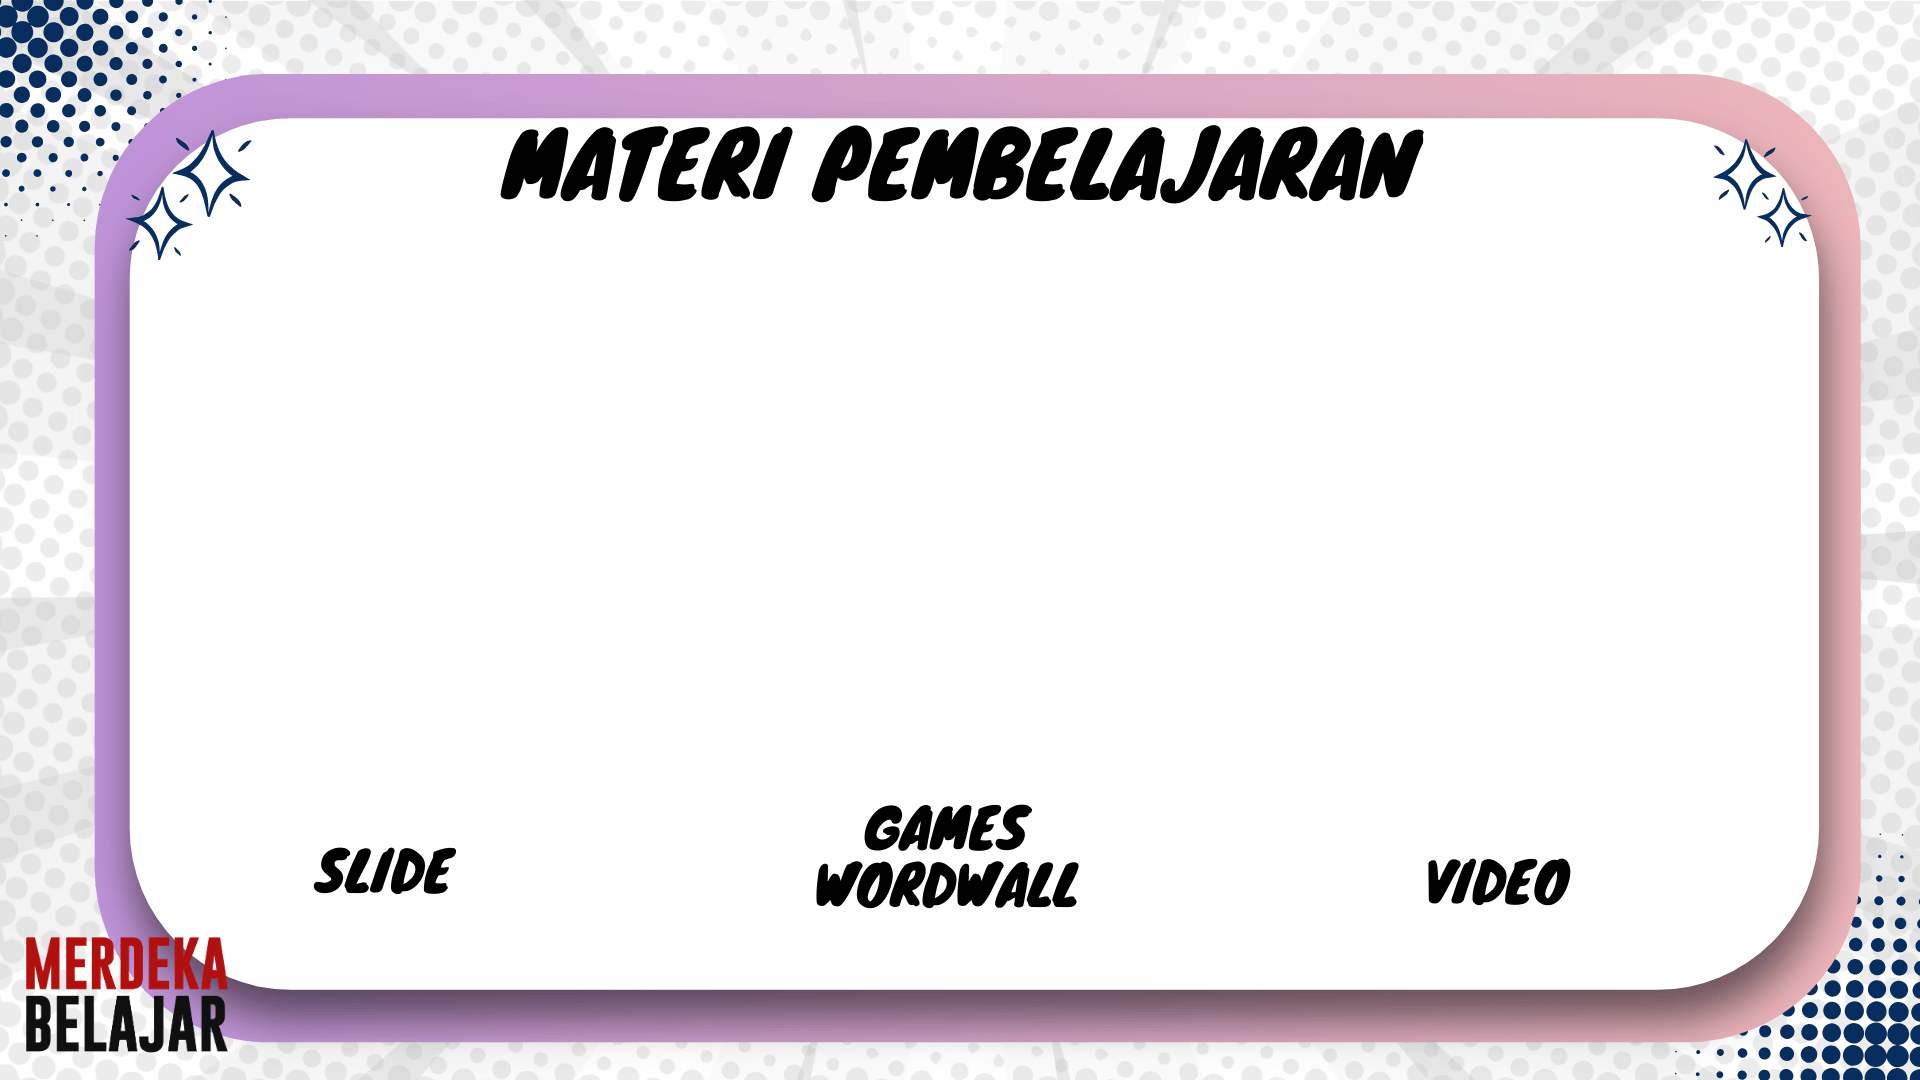 MATERI PEMBELAJARAN
SLIDE
GAMES
WORDWALL
VIDEO
MERDEKA
BELAJAR